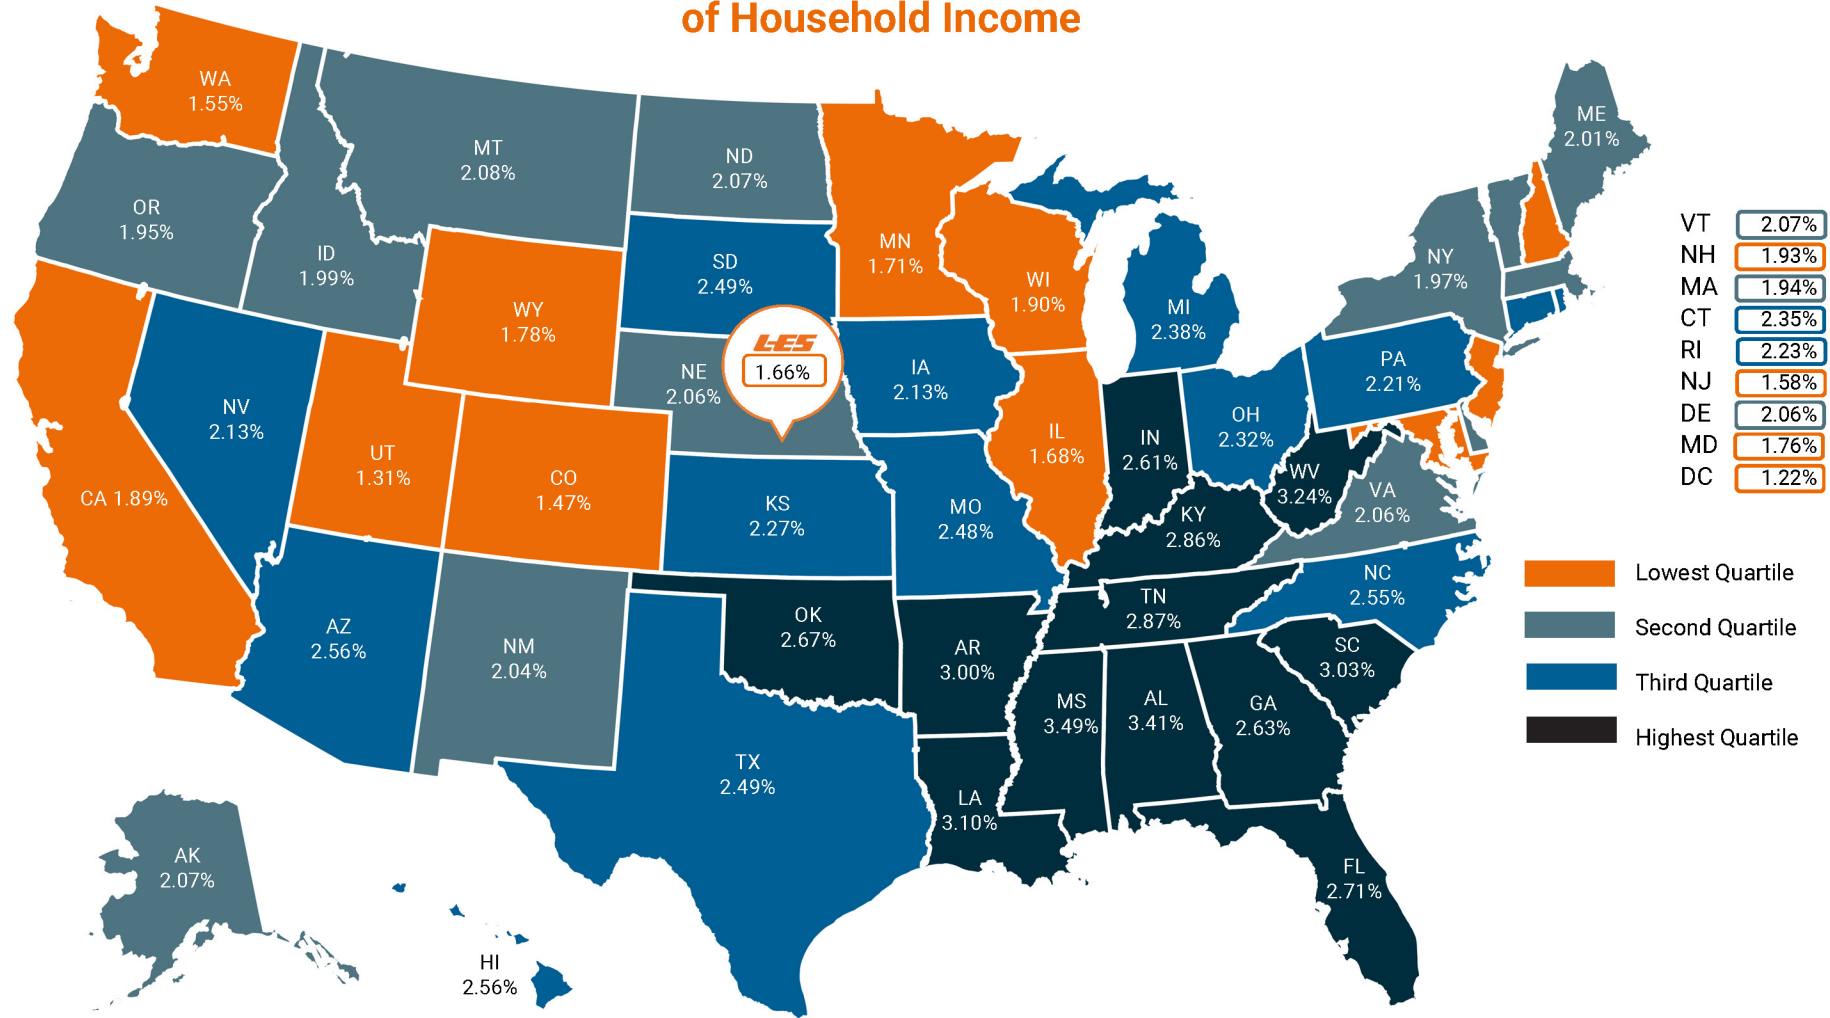 of Household Income
WA
1.55%
MT
2.08%
ND
2.07%
ME
2.01%
OR
1.95%
ID
1.99%
MN
1.71%
SD
2.49%
WI
1.90%
NY
1.97%
WY
1.78%
MI
2.38%
LES
1.66%
NE
2.06%
IA
2.13%
PA
2.21%
NV
2.13%
UT
1.31%
CO
1.47%
IL
1.68%
IN
2.61%
OH
2.32%
CA 1.89%
KS
2.27%
MO
2.48%
WV
3.24%
VA
2.06%
KY
2.86%
AZ
2.56%
NM
2.04%
OK
2.67%
AR
3.00%
TN
2.87%
NC
2.55%
SC
3.03%
MS
3.49%
AL
3.41%
GA
2.63%
TX
2.49%
LA
3.10%
FL
2.71%
AK
2.07%
HI
2.56%
VT 2.07%
NH 1.93%
MA 1.94%
CT 2.35%
RI 2.23%
NJ 1.58%
DE 2.06%
MD 1.76%
DC 1.22%
Lowest Quartile
Second Quartile
Third Quartile
Highest Quartile